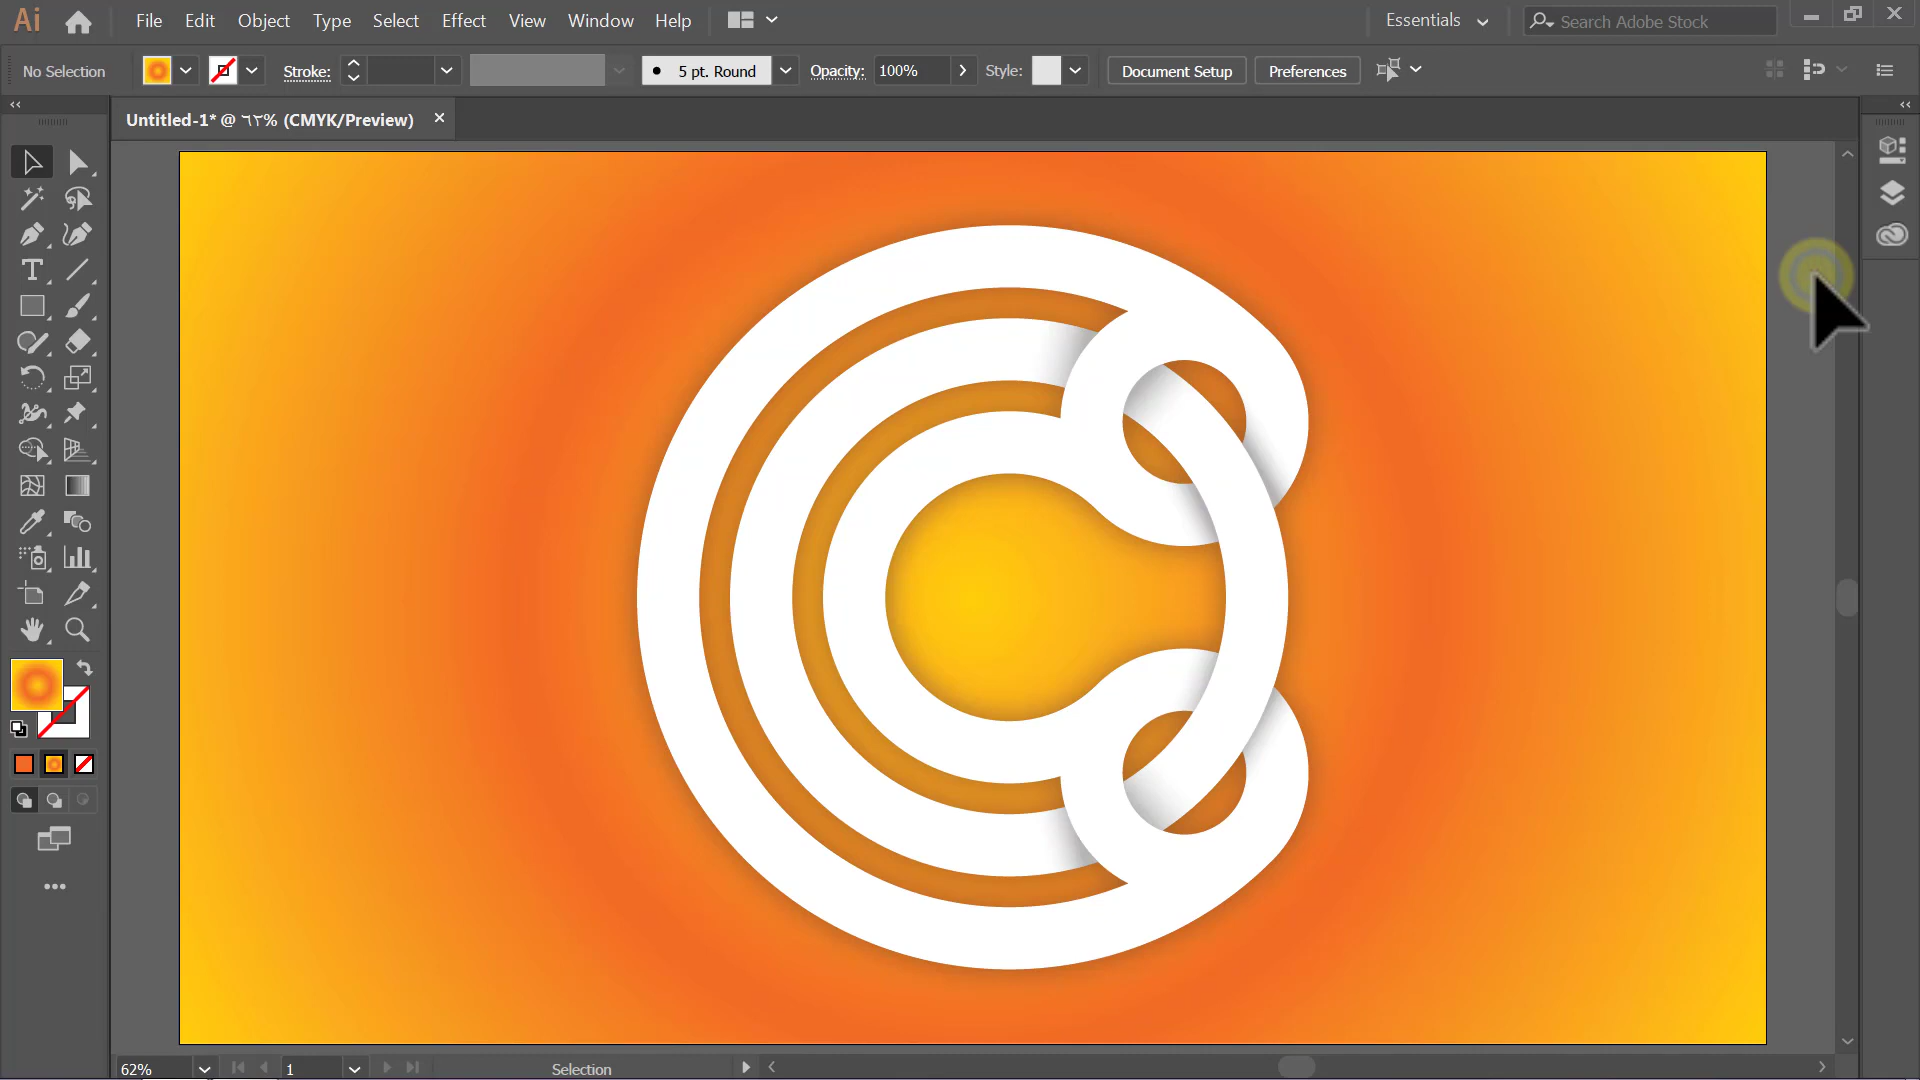 Ai File Edit Object Type Select Effect View Window Help Essentials Search Adobe Stock
No Selection Stroke: 5 pt. Round Opacity: 100% Style: Document Setup Preferences
Untitled-1* @ ٦٢% (CMYK/Preview)
62% 1 Selection